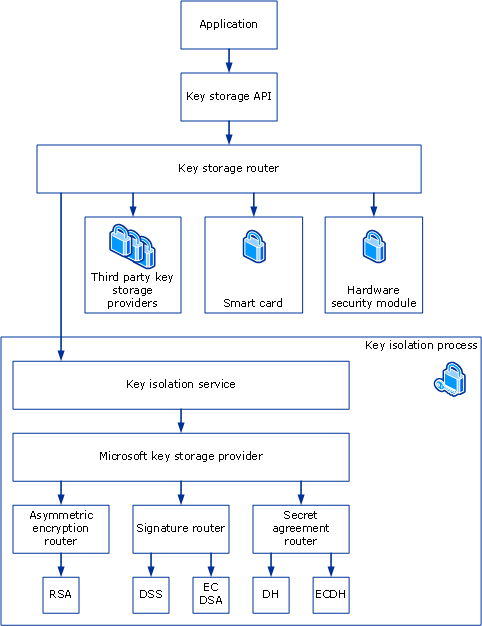 Application
Key storage API
Key storage router
Third party key
storage
providers
Smart card
Hardware
security module
Key isolation process
Key isolation service
Microsoft key storage provider
Asymmetric
encryption
router
Signature router
Secret
agreement
router
RSA
DSS
EC
DSA
DH
ECDH